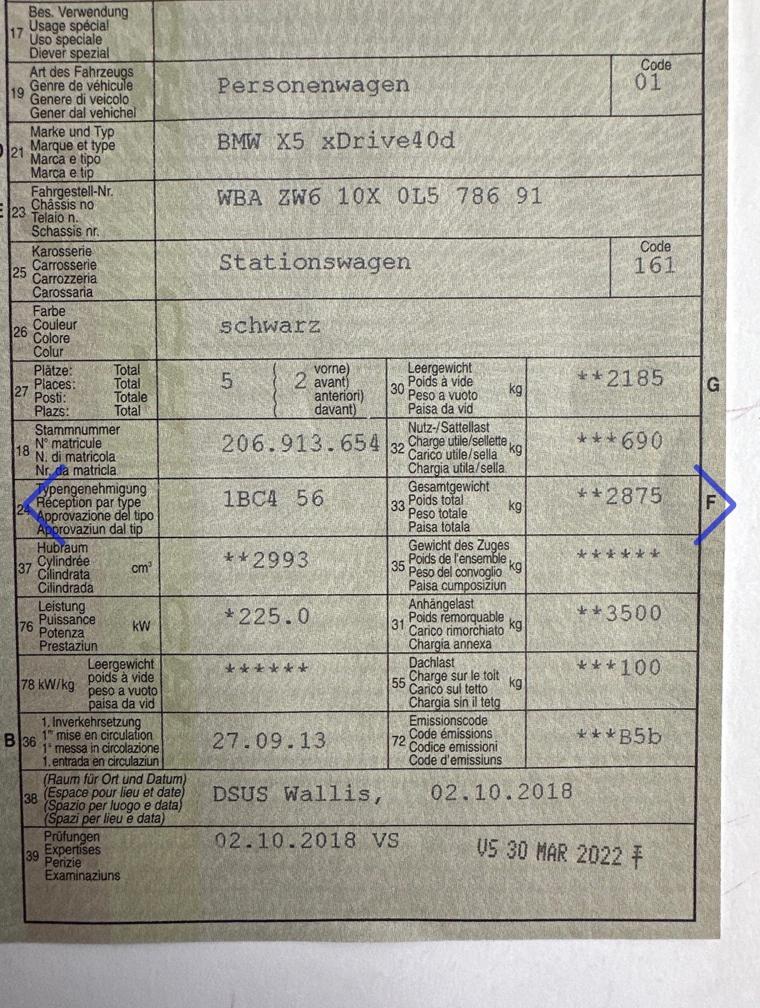 Bes. Verwendung
17 Usage spécial
Uso speciale
Diever spezial
Art des Fahrzeugs
19 Genre de véhicule
Genere di veicolo
Gener dal vehichel
Personenwagen
Code
01
Marke und Typ
21 Marque et type
Marca e tipo
Marca e tip
BMW X5 xDrive40d
Fahrgestell-Nr.
23 Châssis no
Telaio n.
Schassis nr.
WBA ZW6 10X 0L5 786 91
Karosserie
25 Carrosserie
Carrozzeria
Carossaria
Stationswagen
Code
161
Farbe
26 Couleur
Colore
Colur
schwarz
Plätze: Total
27 Places: Total
Posti: Totale
Plazs: Total
5 ( 2 vorne)
avant)
anteriori)
davant)
Leergewicht
30 Poids à vide kg
Peso a vuoto
Paisa da vid
**2185
G
Stammnummer
18 N° matricule
N. di matricola
Nr. da matricla
206.913.654
Nutz-/Sattellast
32 Charge utile/sellette kg
Carico utile/sella
Chargia utila/sella
***690
Typengenehmigung
24 Réception par type
Approvazione del tipo
Approvaziun dal tip
1BC4 56
Gesamtgewicht
33 Poids total kg
Peso totale
Paisa totala
**2875
F
Hubraum
37 Cylindrée cm³
Cilindrata
Cilindrada
**2993
Gewicht des Zuges
35 Poids de l'ensemble kg
Peso del convoglio
Paisa cumposiziun
******
Leistung
76 Puissance kW
Potenza
Prestaziun
*225.0
Anhängelast
31 Poids remorquable kg
Carico rimorchiato
Chargia annexa
**3500
Leergewicht
78 kW/kg poids à vide
peso a vuoto
paisa da vid
******
Dachlast
55 Charge sur le toit kg
Carico sul tetto
Chargia sin il tetg
***100
B 36 1. Inverkehrsetzung
1re mise en circulation
1a messa in circolazione
1. entrada en circulaziun
27.09.13
Emissionscode
72 Code émissions
Codice emissioni
Code d'emissiuns
***B5b
(Raum für Ort und Datum)
38 (Espace pour lieu et date)
(Spazio per luogo e data)
(Spazi per lieu e data)
DSUS Wallis, 02.10.2018
Prüfungen
39 Expertises
Perizie
Examinaziuns
02.10.2018 VS
VS 30 MAR 2022